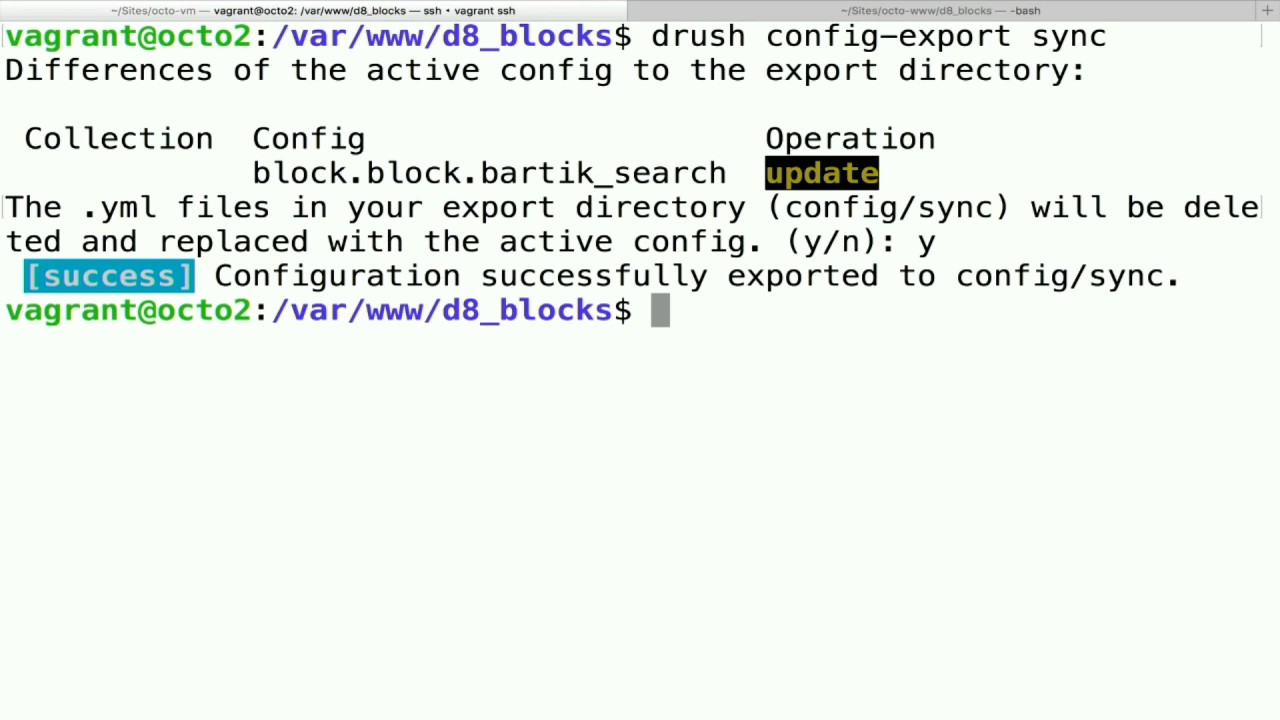 ~/Sites/octo-vm — vagrant@octo2: /var/www/d8_blocks — ssh • vagrant ssh
~/Sites/octo-www/d8_blocks — -bash
+
vagrant@octo2:/var/www/d8_blocks$ drush config-export sync
Differences of the active config to the export directory:
Collection Config Operation
block.block.bartik_search update
The .yml files in your export directory (config/sync) will be dele
ted and replaced with the active config. (y/n): y
[success] Configuration successfully exported to config/sync.
vagrant@octo2:/var/www/d8_blocks$